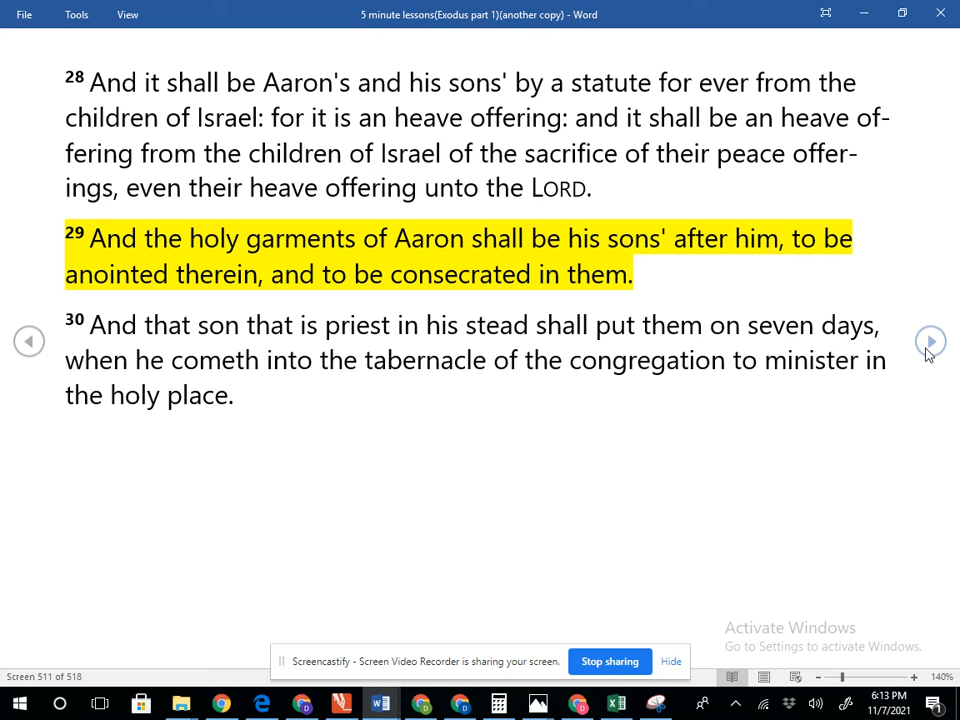 File Tools View 5 minute lessons(Exodus part 1)(another copy) - Word
28 And it shall be Aaron's and his sons' by a statute for ever from the
children of Israel: for it is an heave offering: and it shall be an heave of-
fering from the children of Israel of the sacrifice of their peace offer-
ings, even their heave offering unto the LORD.
29 And the holy garments of Aaron shall be his sons' after him, to be
anointed therein, and to be consecrated in them.
30 And that son that is priest in his stead shall put them on seven days,
when he cometh into the tabernacle of the congregation to minister in
the holy place.
Activate Windows
Go to Settings to activate Windows.
Screencastify - Screen Video Recorder is sharing your screen. Stop sharing Hide
Screen 511 of 518 140%
6:13 PM
11/7/2021